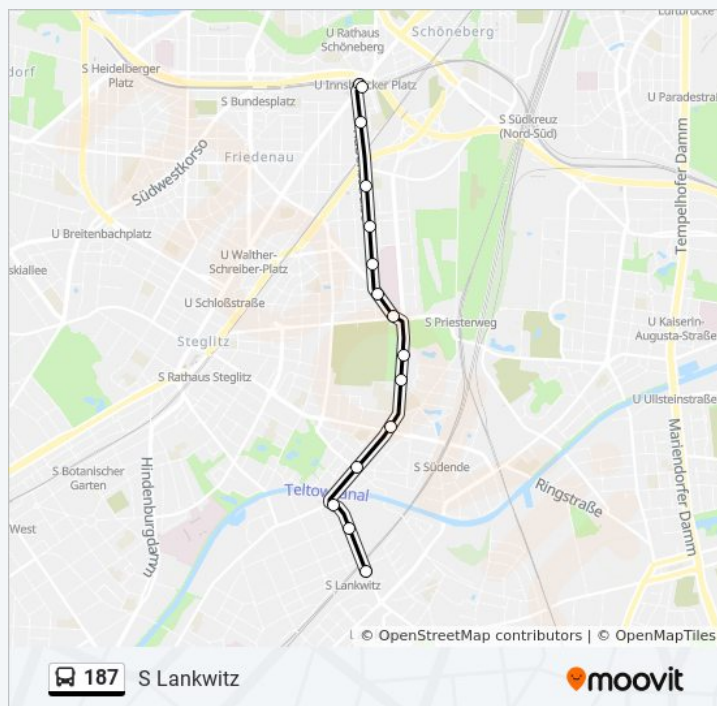 Luftbrücke
U Rathaus
Schöneberg
Schöneberg
dorf
S Heidelberger
Platz
U Innsbrucker Platz
S Bundesplatz
U Paradestra
S Südkreuz
(Nord-Süd)
Friedenau
Südwestkorso
Tempelhofer Damm
U Breitenbachplatz
U Walther-
Schreiber-Platz
skiallee
U Schloßstraße
S Priesterweg
U Kaiserin-
Augusta-Straße
Steglitz
S Rathaus Steglitz
U Ullsteinstraße
S Botanischer
Garten
S Südende
Teltowkanal
Ringstraße
Mariendorfer Damm
Hindenburgdamm
West
S Lankwitz
L
© OpenStreetMap contributors | © OpenMapTiles
187 S Lankwitz
moovit